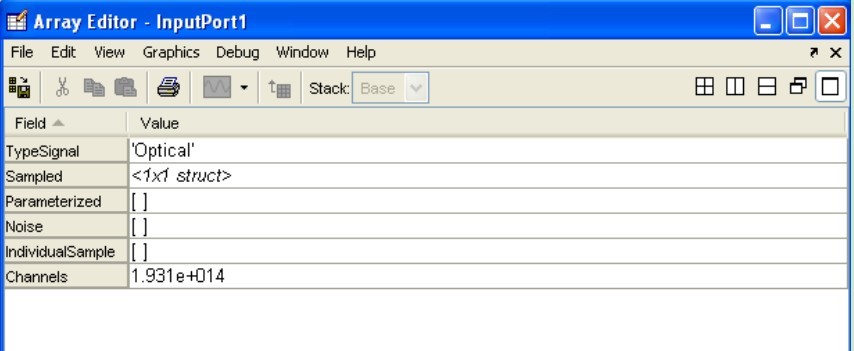 Array Editor - InputPort1
File Edit View Graphics Debug Window Help
Stack: Base
Field Value
TypeSignal 'Optical'
Sampled <1x1 struct>
Parameterized [ ]
Noise [ ]
IndividualSample [ ]
Channels 1.931e+014